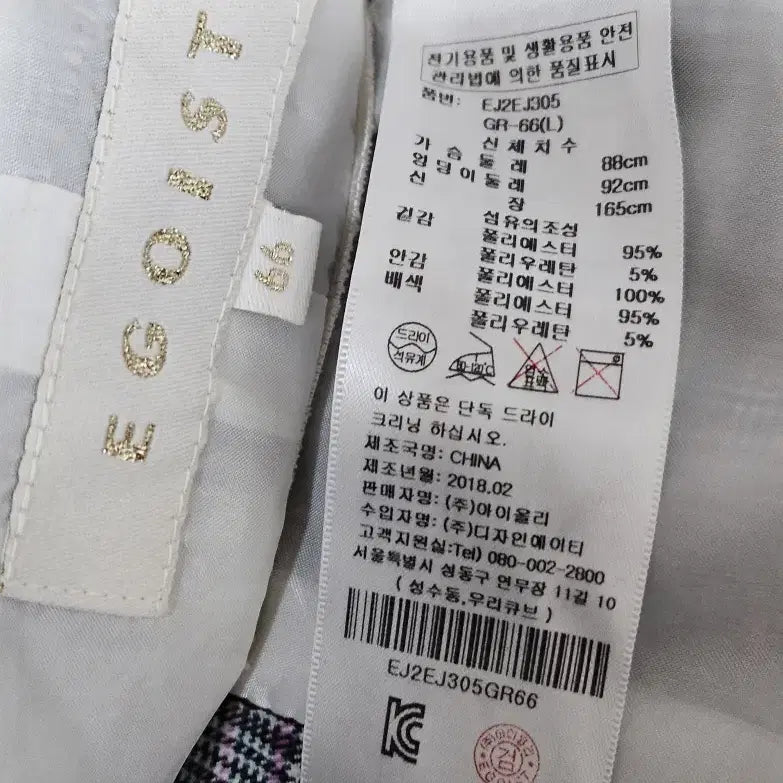 EGOIST
66
전기용품 및 생활용품 안전
관리법에 의한 품질표시
품번: EJ2EJ305
GR-66(L)
신체치수
가슴둘레 88cm
엉덩이둘레 92cm
신장 165cm
섬유의조성
겉감 폴리에스터 95%
폴리우레탄 5%
안감 폴리에스터 100%
배색 폴리에스터 95%
폴리우레탄 5%
드라이
석유계
80-120℃
염소
표백
이 상품은 단독 드라이
크리닝 하십시오.
제조국명: CHINA
제조년월: 2018.02
판매자명: (주)아이올리
수입자명: (주)디자인에이티
고객지원실:Tel) 080-002-2800
서울특별시 성동구 연무장 11길 10
( 성수동,우리큐브 )
EJ2EJ305GR66
KC
검